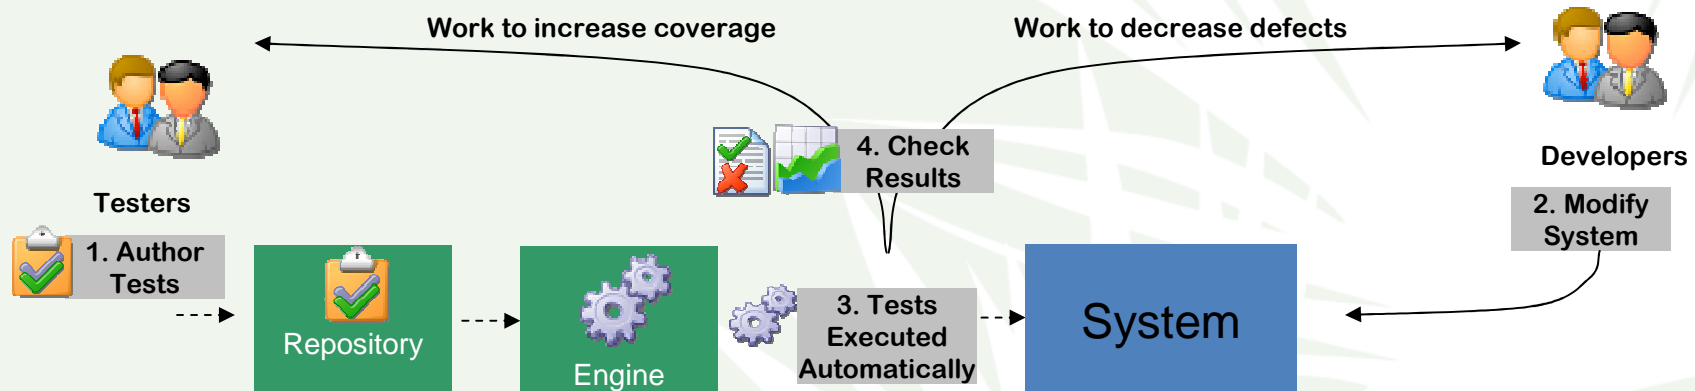 Work to increase coverage
Work to decrease defects
4. Check
Results
Testers
Developers
1. Author
Tests
2. Modify
System
Repository
Engine
3. Tests
Executed
Automatically
System